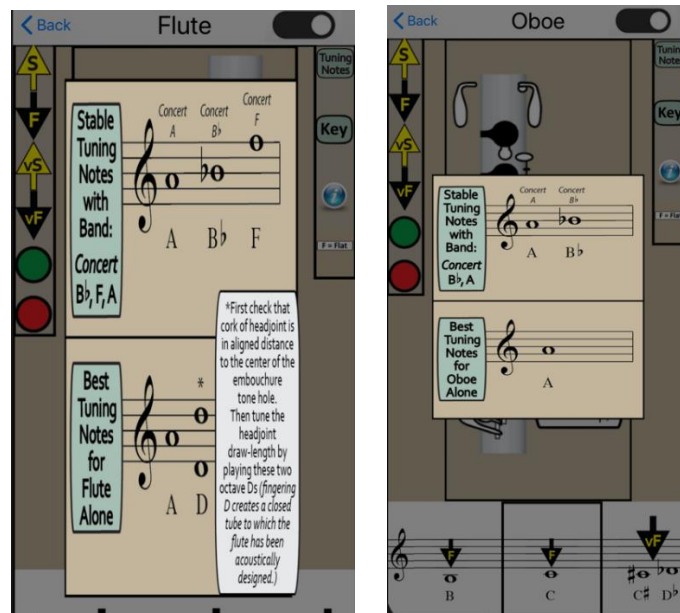 Back
Flute
S
F
vS
vF
Tuning
Notes
Key
F = Flat
Stable
Tuning
Notes
with
Band:
Concert
B♭, F, A
Concert
A
Concert
B♭
Concert
F
A B♭ F
Best
Tuning
Notes
for
Flute
Alone
*
A D
*First check that
cork of headjoint is
in aligned distance
to the center of the
embouchure
tone hole.
Then tune the
headjoint
draw-length by
playing these two
octave Ds (fingering
D creates a closed
tube to which the
flute has been
acoustically
designed.)
Back
Oboe
S
F
vS
vF
Tuning
Note
Key
F = Flat
Stable
Tuning
Notes
with
Band:
Concert
B♭, A
Concert
A
Concert
B♭
A B♭
Best
Tuning
Notes
for
Oboe
Alone
A
F
F
vF
B
C
C♯ D♭